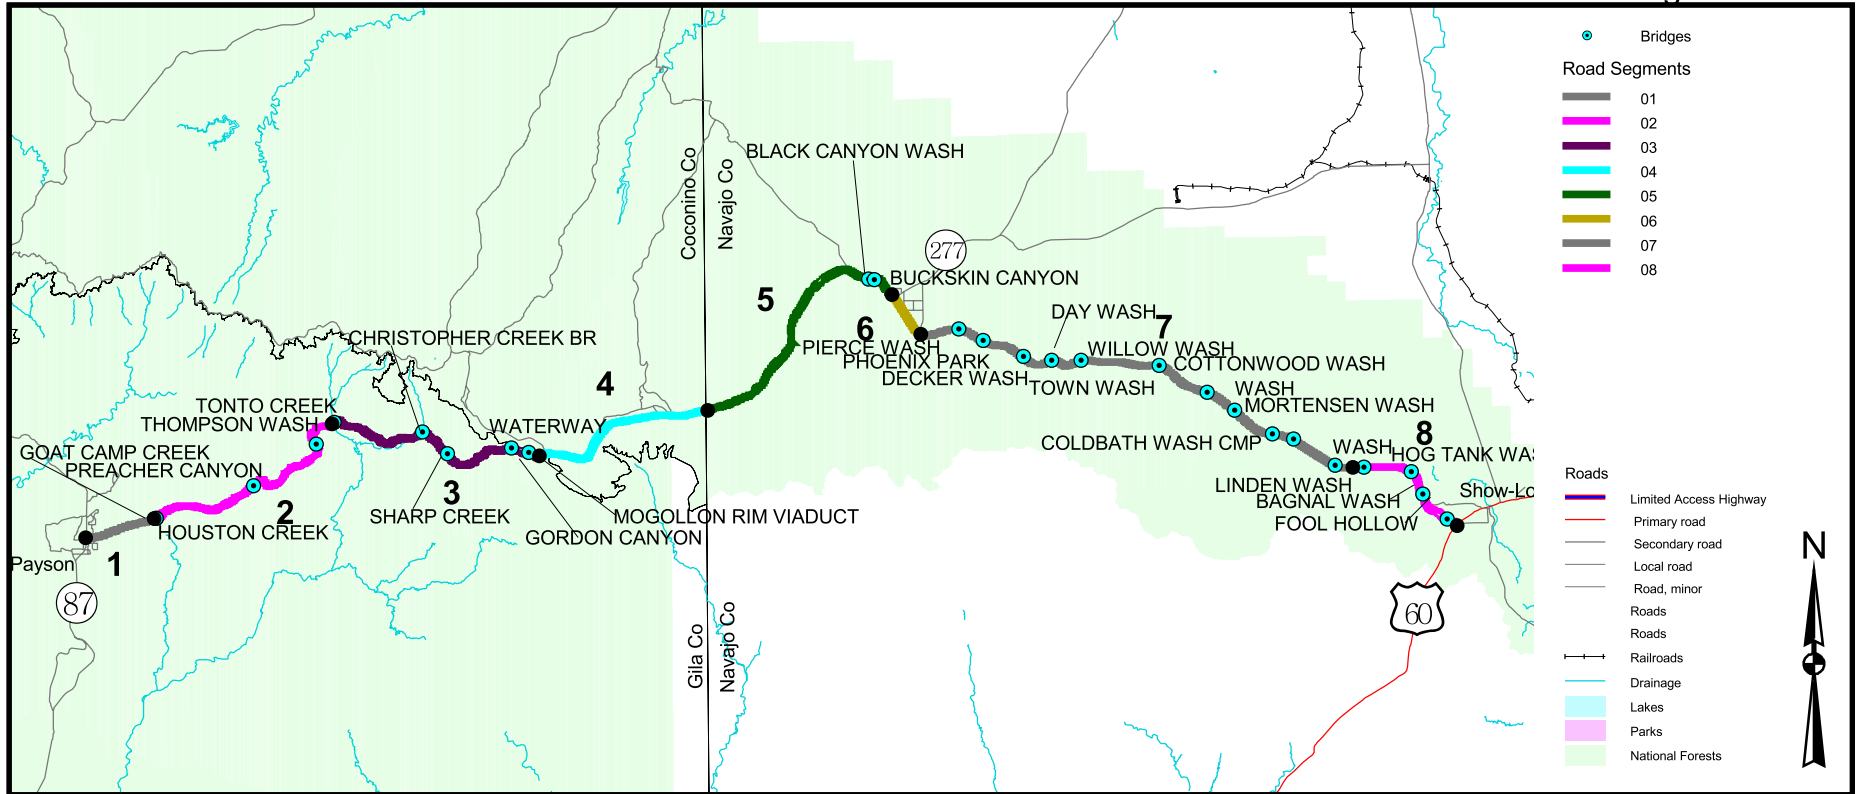 Bridges
Road Segments
01
02
03
04
05
06
07
08
BLACK CANYON WASH
Coconino Co
Navajo Co
277
BUCKSKIN CANYON
5
DAY WASH
7
6
CHRISTOPHER CREEK BR
PIERCE WASH
WILLOW WASH
PHOENIX PARK
COTTONWOOD WASH
DECKER WASH
TOWN WASH
WASH
4
TONTO CREEK
MORTENSEN WASH
THOMPSON WASH
WATERWAY
8
COLDBATH WASH CMP
WASH
GOAT CAMP CREEK
HOG TANK WAS
PREACHER CANYON
LINDEN WASH
Show-Lo
3
BAGNAL WASH
2
SHARP CREEK
MOGOLLON RIM VIADUCT
FOOL HOLLOW
HOUSTON CREEK
GORDON CANYON
Payson
1
87
60
Gila Co
Navajo Co
Roads
Limited Access Highway
Primary road
Secondary road
Local road
Road, minor
Roads
Roads
Railroads
Drainage
Lakes
Parks
National Forests
N